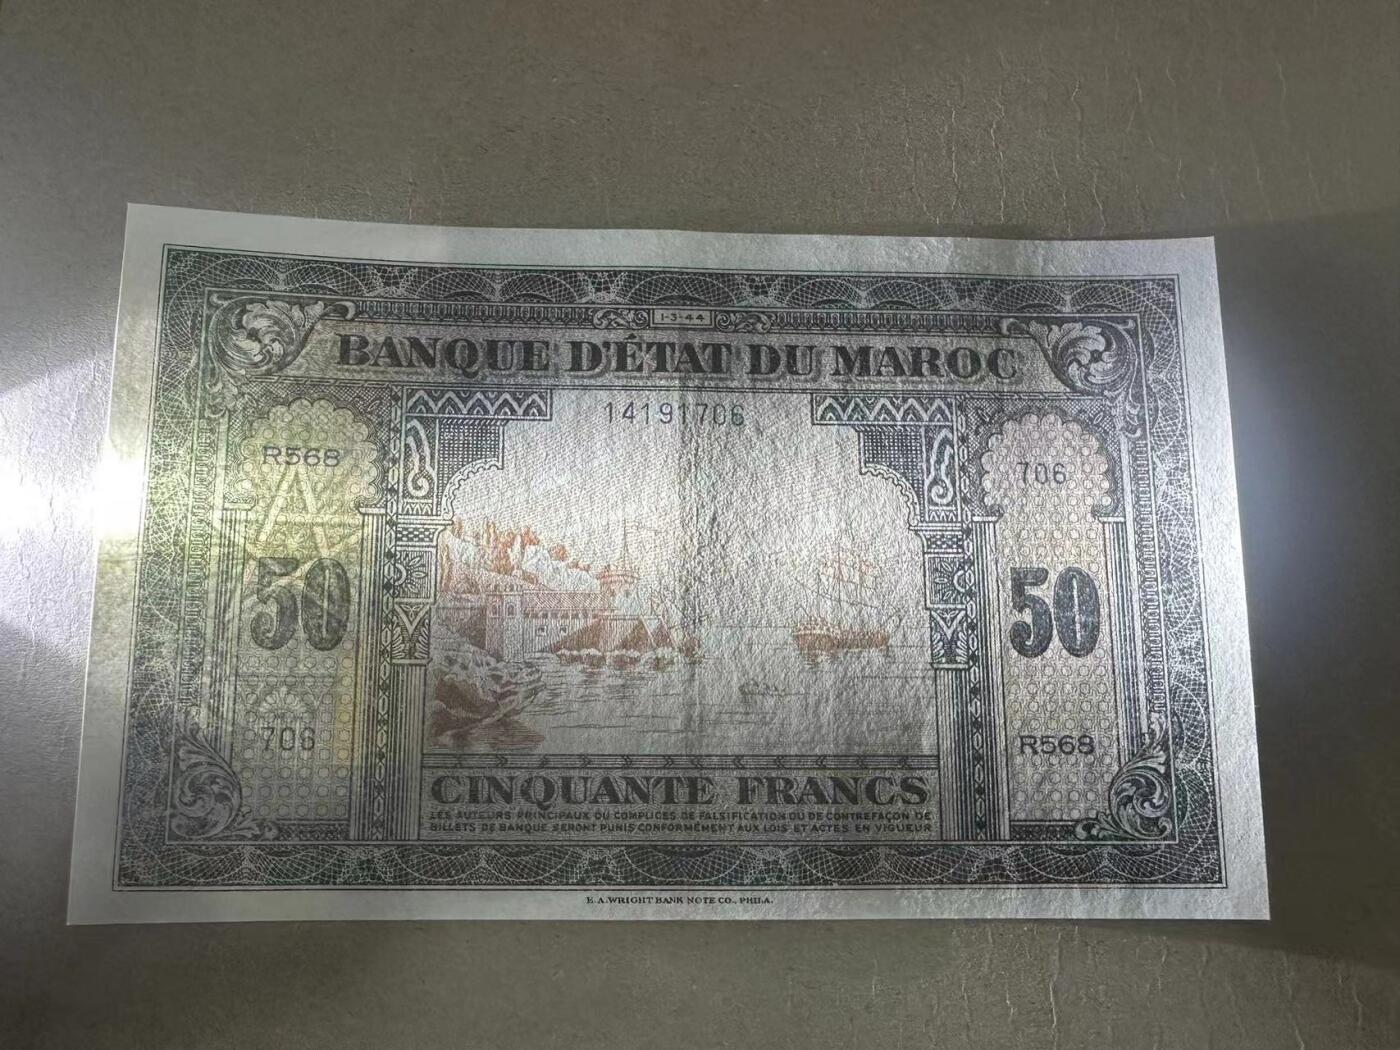 1-3-44
BANQUE D'ÉTAT DU MAROC
14191706
R568
706
50
50
706
R568
CINQUANTE FRANCS
LES AUTEURS PRINCIPAUX OU COMPLICES DE FALSIFICATION OU DE CONTREFAÇON DE
BILLETS DE BANQUE SERONT PUNIS CONFORMÉMENT AUX LOIS ET ACTES EN VIGUEUR
E.A.WRIGHT BANK NOTE CO., PHILA.